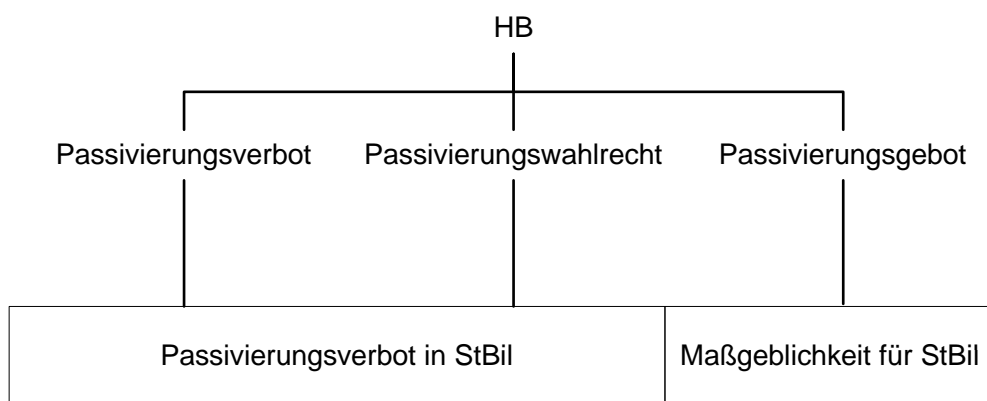 HB
Passivierungsverbot Passivierungswahlrecht Passivierungsgebot
Passivierungsverbot in StBil Maßgeblichkeit für StBil